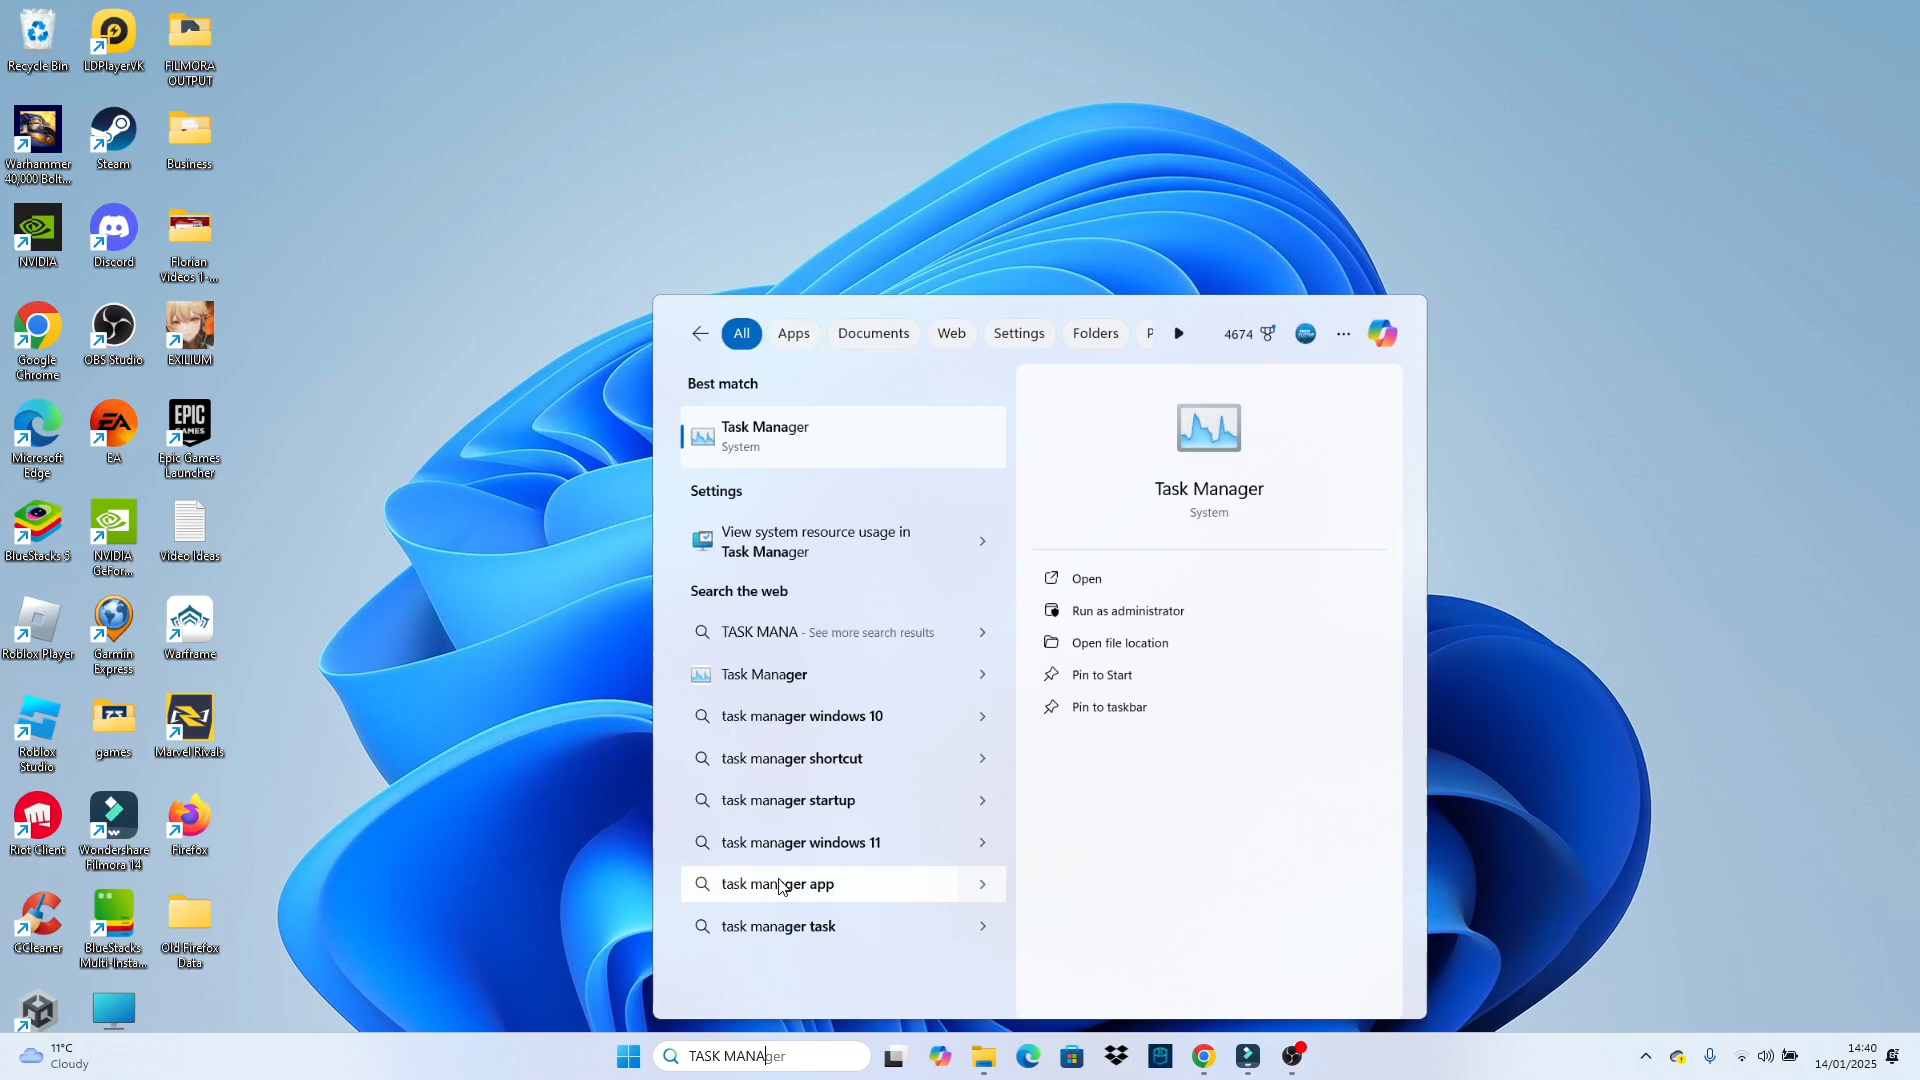 Recycle Bin
LDPlayerVK
FILMORA
OUTPUT
Warhammer
40,000 Bolt...
Steam
Business
NVIDIA
Discord
Florian
Videos 1-...
Google
Chrome
OBS Studio
EXILIUM
Microsoft
Edge
EA
EPIC
GAMES
Epic Games
Launcher
BlueStacks 5
NVIDIA
GeFor...
Video Ideas
Roblox Player
Garmin
Express
Warframe
Roblox
Studio
games
Marvel Rivals
Riot Client
Wondershare
Filmora 14
Firefox
CCleaner
BlueStacks
Multi-Insta...
Old Firefox
Data
All
Apps
Documents
Web
Settings
Folders
P
4674
Best match
Task Manager
System
Settings
View system resource usage in
Task Manager
Search the web
TASK MANA - See more search results
Task Manager
task manager windows 10
task manager shortcut
task manager startup
task manager windows 11
task manager app
task manager task
Task Manager
System
Open
Run as administrator
Open file location
Pin to Start
Pin to taskbar
11°C
Cloudy
TASK MANAger
14:40
14/01/2025